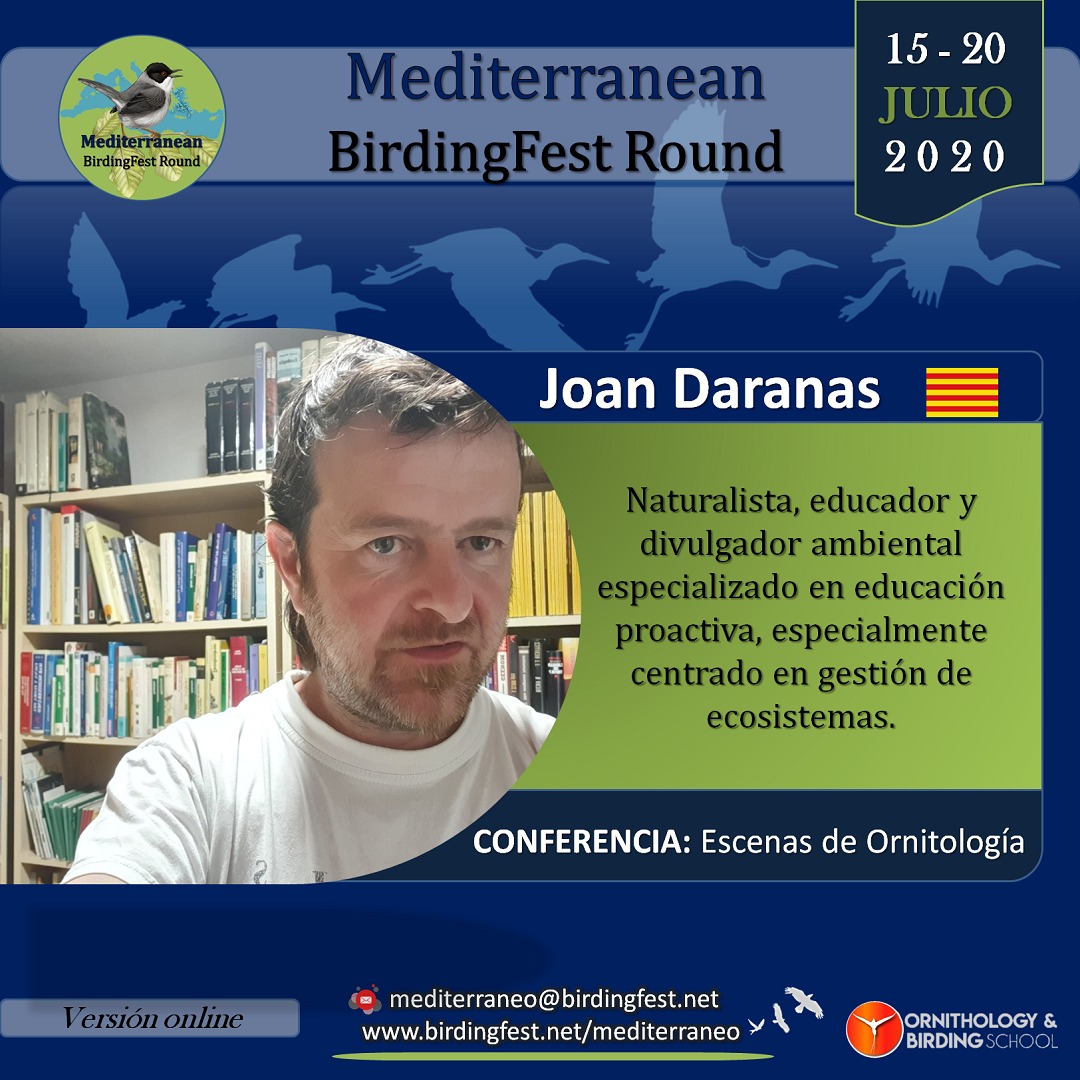 Mediterranean
BirdingFest Round
Mediterranean
BirdingFest Round
15 - 20
JULIO
2020
Joan Daranas
Naturalista, educador y
divulgador ambiental
especializado en educación
proactiva, especialmente
centrado en gestión de
ecosistemas.
CONFERENCIA: Escenas de Ornitología
Versión online
mediterraneo@birdingfest.net
www.birdingfest.net/mediterraneo
ORNITHOLOGY &
BIRDING SCHOOL